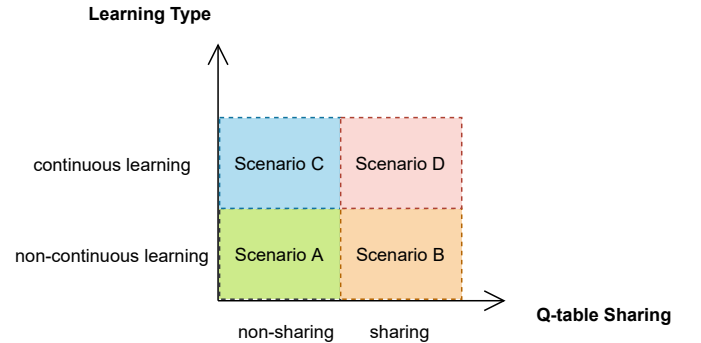 Learning Type
continuous learning
Scenario C
Scenario D
non-continuous learning
Scenario A
Scenario B
Q-table Sharing
non-sharing
sharing